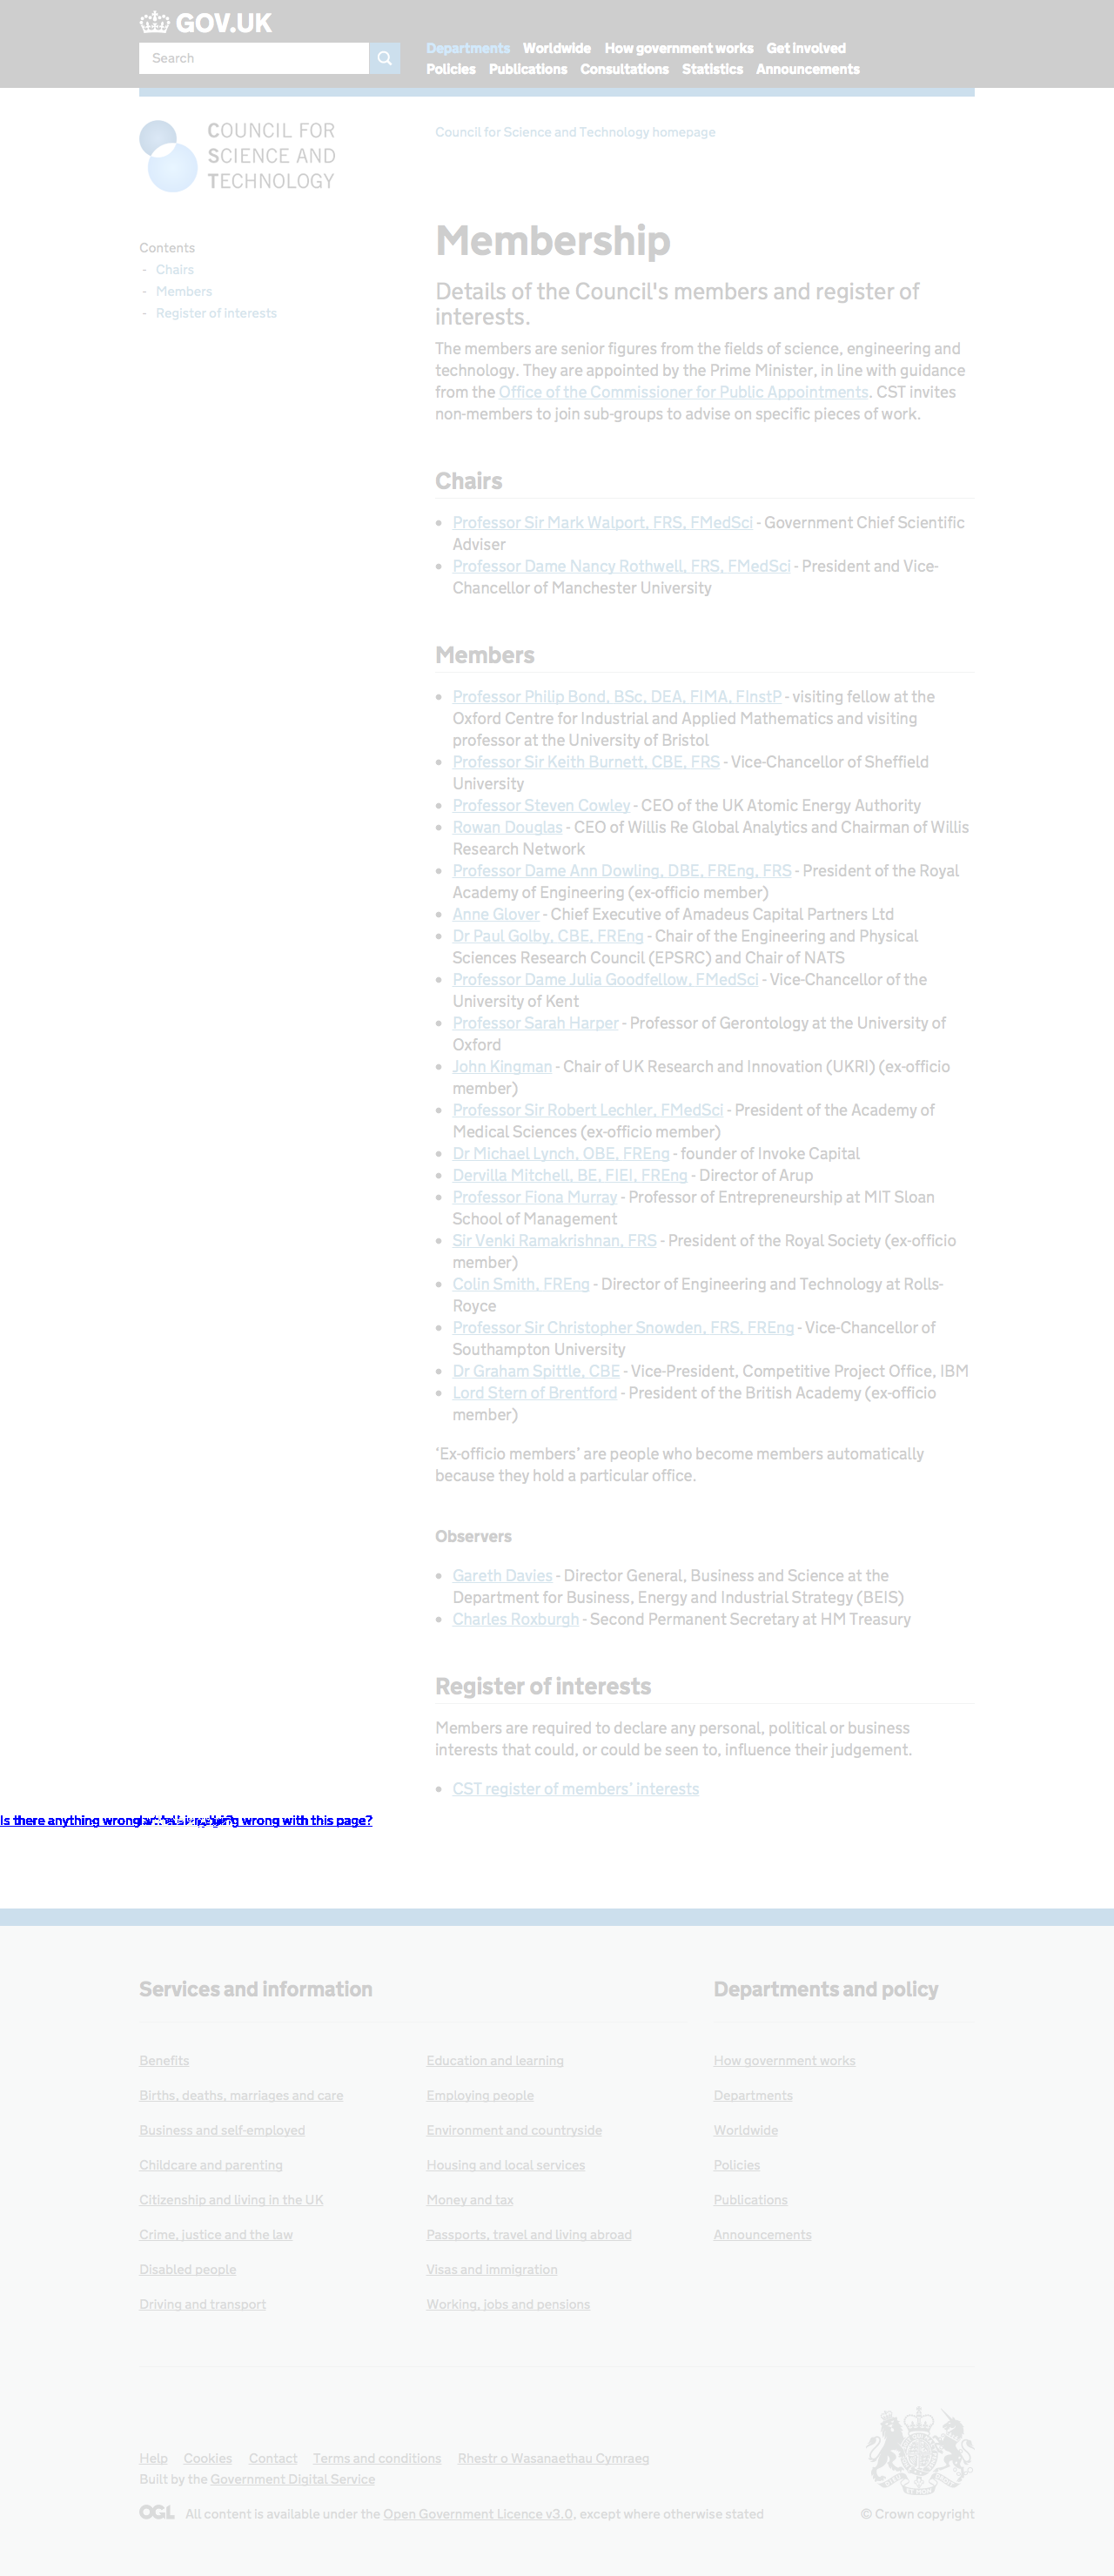 GOV.UK
Search
Departments Worldwide How government works Get involved
Policies Publications Consultations Statistics Announcements
COUNCIL FOR
SCIENCE AND
TECHNOLOGY
Council for Science and Technology homepage
Contents
- Chairs
- Members
- Register of interests
Membership
Details of the Council's members and register of
interests.
The members are senior figures from the fields of science, engineering and
technology. They are appointed by the Prime Minister, in line with guidance
from the Office of the Commissioner for Public Appointments. CST invites
non-members to join sub-groups to advise on specific pieces of work.
Chairs
• Professor Sir Mark Walport, FRS, FMedSci - Government Chief Scientific
Adviser
• Professor Dame Nancy Rothwell, FRS, FMedSci - President and Vice-
Chancellor of Manchester University
Members
• Professor Philip Bond, BSc, DEA, FIMA, FInstP - visiting fellow at the
Oxford Centre for Industrial and Applied Mathematics and visiting
professor at the University of Bristol
• Professor Sir Keith Burnett, CBE, FRS - Vice-Chancellor of Sheffield
University
• Professor Steven Cowley - CEO of the UK Atomic Energy Authority
• Rowan Douglas - CEO of Willis Re Global Analytics and Chairman of Willis
Research Network
• Professor Dame Ann Dowling, DBE, FREng, FRS - President of the Royal
Academy of Engineering (ex-officio member)
• Anne Glover - Chief Executive of Amadeus Capital Partners Ltd
• Dr Paul Golby, CBE, FREng - Chair of the Engineering and Physical
Sciences Research Council (EPSRC) and Chair of NATS
• Professor Dame Julia Goodfellow, FMedSci - Vice-Chancellor of the
University of Kent
• Professor Sarah Harper - Professor of Gerontology at the University of
Oxford
• John Kingman - Chair of UK Research and Innovation (UKRI) (ex-officio
member)
• Professor Sir Robert Lechler, FMedSci - President of the Academy of
Medical Sciences (ex-officio member)
• Dr Michael Lynch, OBE, FREng - founder of Invoke Capital
• Dervilla Mitchell, BE, FIEI, FREng - Director of Arup
• Professor Fiona Murray - Professor of Entrepreneurship at MIT Sloan
School of Management
• Sir Venki Ramakrishnan, FRS - President of the Royal Society (ex-officio
member)
• Colin Smith, FREng - Director of Engineering and Technology at Rolls-
Royce
• Professor Sir Christopher Snowden, FRS, FREng - Vice-Chancellor of
Southampton University
• Dr Graham Spittle, CBE - Vice-President, Competitive Project Office, IBM
• Lord Stern of Brentford - President of the British Academy (ex-officio
member)
‘Ex-officio members’ are people who become members automatically
because they hold a particular office.
Observers
• Gareth Davies - Director General, Business and Science at the
Department for Business, Energy and Industrial Strategy (BEIS)
• Charles Roxburgh - Second Permanent Secretary at HM Treasury
Register of interests
Members are required to declare any personal, political or business
interests that could, or could be seen to, influence their judgement.
• CST register of members’ interests
Is there anything wrong wrong with this page?
Services and information
Departments and policy
Benefits
Births, deaths, marriages and care
Business and self-employed
Childcare and parenting
Citizenship and living in the UK
Crime, justice and the law
Disabled people
Driving and transport
Education and learning
Employing people
Environment and countryside
Housing and local services
Money and tax
Passports, travel and living abroad
Visas and immigration
Working, jobs and pensions
How government works
Departments
Worldwide
Policies
Publications
Announcements
Help Cookies Contact Terms and conditions Rhestr o Wasanaethau Cymraeg
Built by the Government Digital Service
OGL All content is available under the Open Government Licence v3.0, except where otherwise stated
© Crown copyright